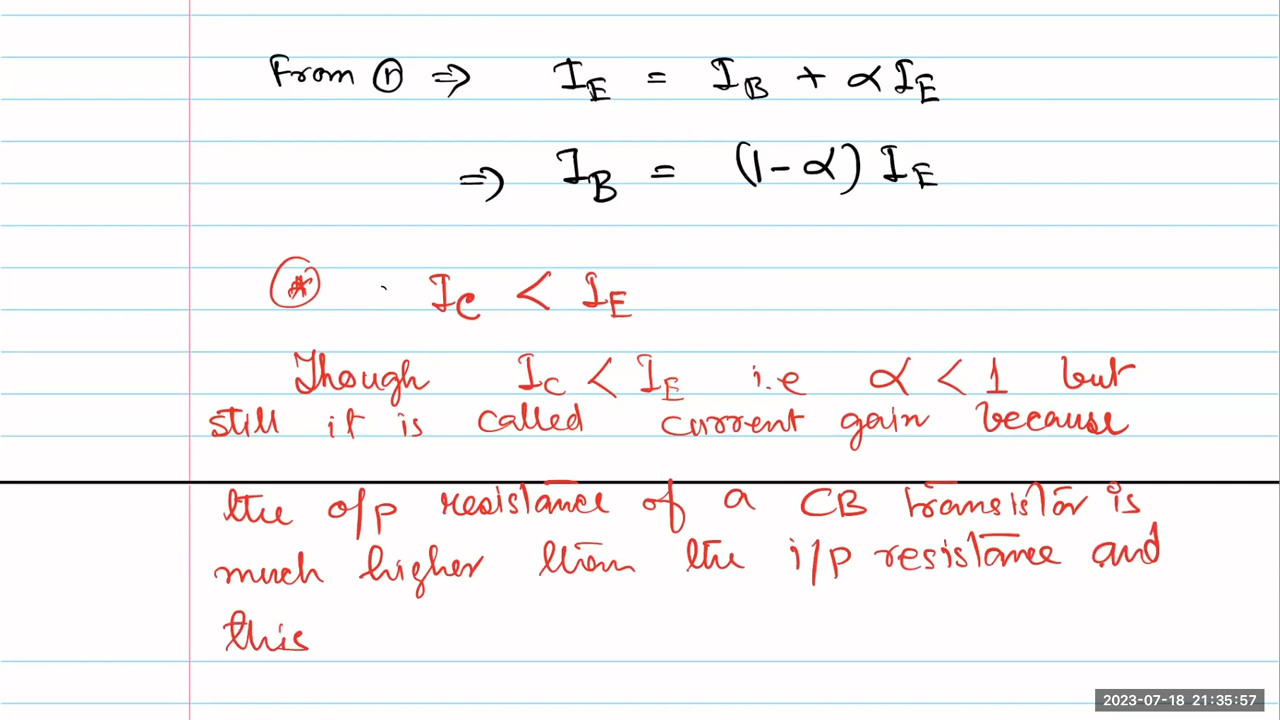 From ① ⇒ I_E = I_B + αI_E
⇒ I_B = (1-α) I_E
* I_C < I_E
Though I_C < I_E i.e α < 1 but
still it is called current gain because
the o/p resistance of a CB transistor is
much higher than the i/p resistance and
this
2023-07-18 21:35:57